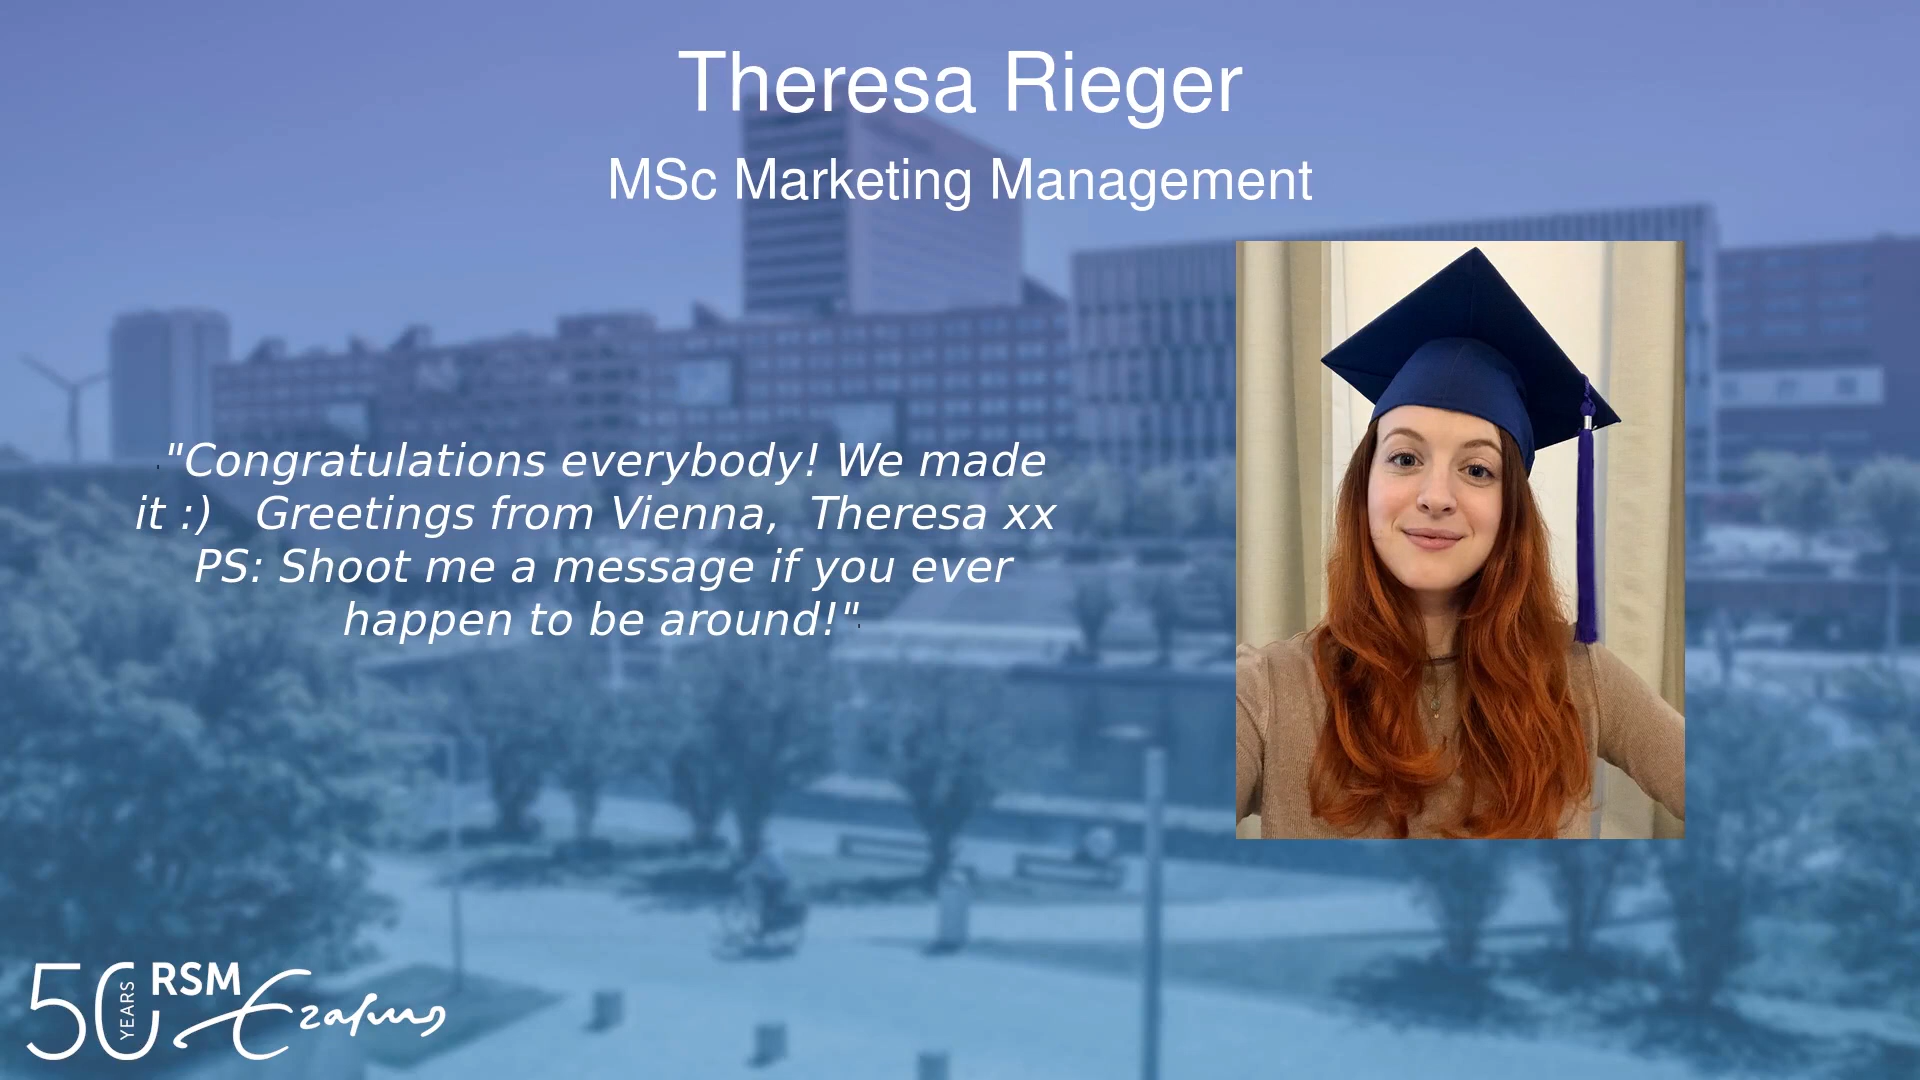 Theresa Rieger
MSc Marketing Management
"Congratulations everybody! We made
it :)   Greetings from Vienna,  Theresa xx
PS: Shoot me a message if you ever
happen to be around!"
50 YEARS RSM Erasmus